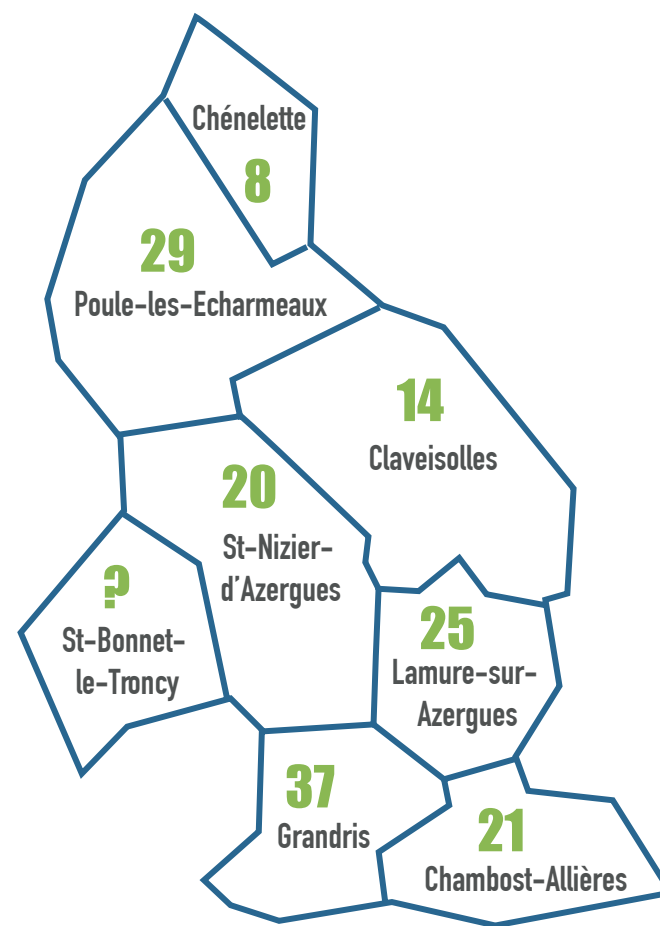 Chénelette
8
29
Poule-les-Echarmeaux
14
Claveisolles
20
St-Nizier-
d'Azergues
?
St-Bonnet-
le-Troncy
25
Lamure-sur-
Azergues
37
Grandris
21
Chambost-Allières